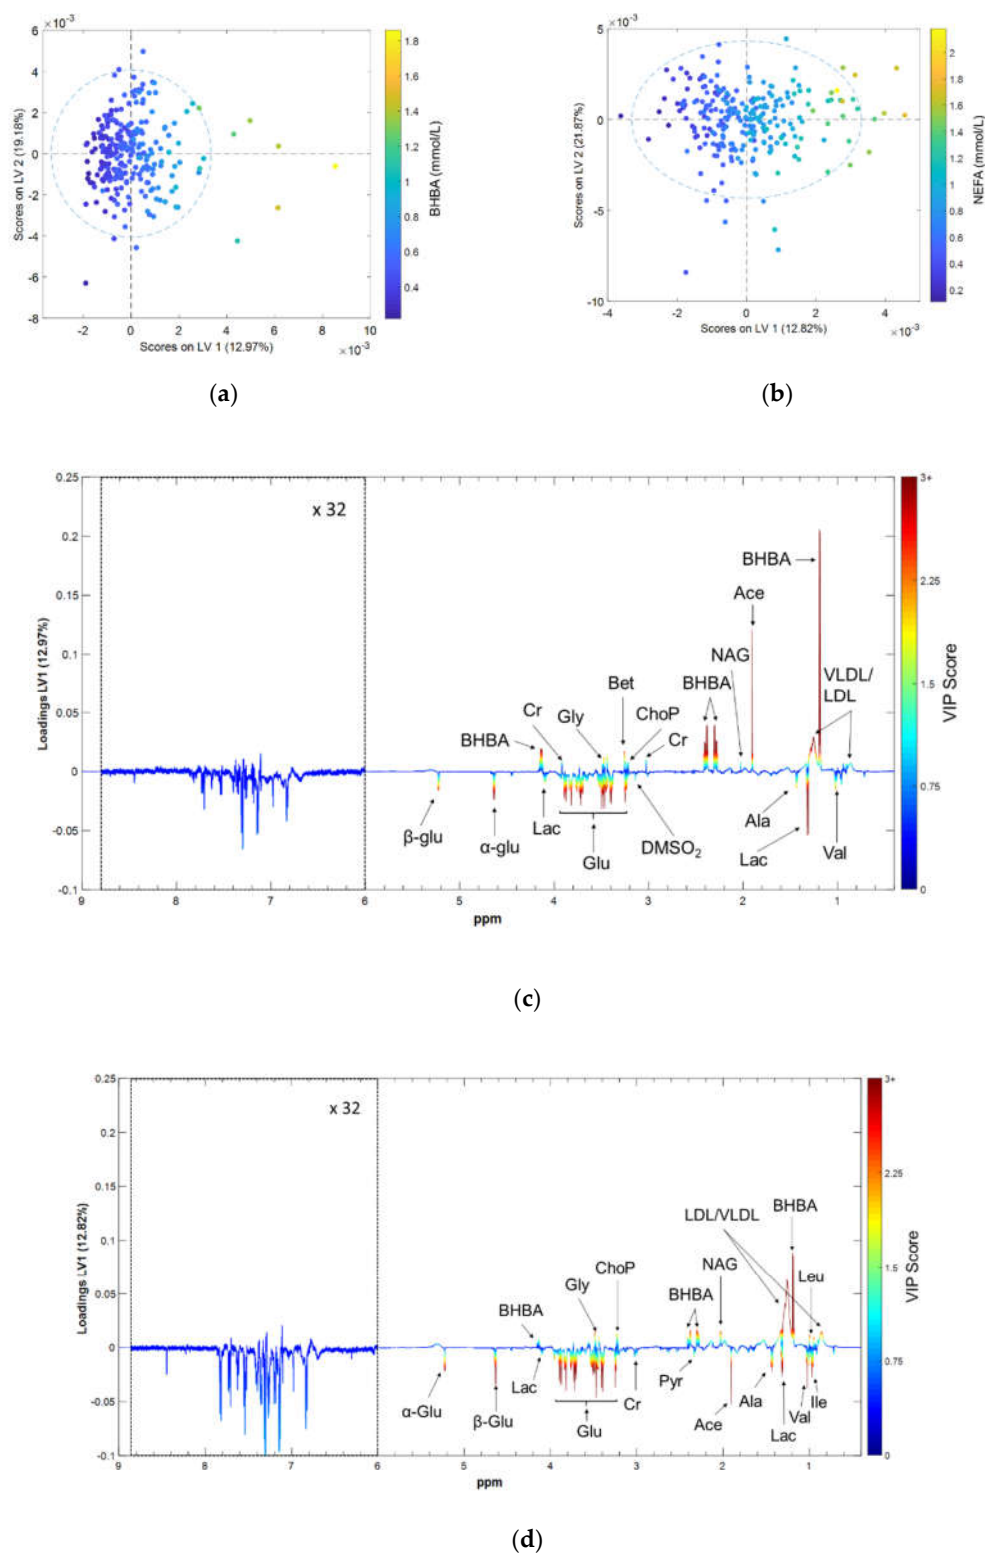 ×10⁻³
6
4
2
0
-2
-4
-6
-8
Scores on LV 2 (19.18%)
-2 0 2 4 6 8 10
Scores on LV 1 (12.97%)
×10⁻³
1.8
1.6
1.4
1.2
1
0.8
0.6
0.4
BHBA (mmol/L)
(a)
×10⁻³
5
0
-5
-10
Scores on LV 2 (21.87%)
-4 -2 0 2 4
Scores on LV 1 (12.82%)
×10⁻³
2
1.8
1.6
1.4
1.2
1
0.8
0.6
0.4
0.2
NEFA (mmol/L)
(b)
0.25
0.2
0.15
0.1
0.05
0
-0.05
-0.1
Loadings LV1 (12.97%)
x 32
BHBA
Ace
NAG
VLDL/
LDL
Bet
BHBA
Cr
Gly
ChoP
Cr
BHBA
β-glu
α-glu
Lac
Glu
DMSO₂
Ala
Lac
Val
9 8 7 6 5 4 3 2 1
ppm
3+
2.25
1.5
0.75
0
VIP Score
(c)
0.25
0.2
0.15
0.1
0.05
0
-0.05
-0.1
Loadings LV1 (12.82%)
x 32
BHBA
LDL/VLDL
ChoP
NAG
Leu
Gly
BHBA
BHBA
α-Glu
β-Glu
Lac
Glu
Cr
Pyr
Ace
Ala
Lac
Val
Ile
9 8 7 6 5 4 3 2 1
ppm
3+
2.25
1.5
0.75
0
VIP Score
(d)